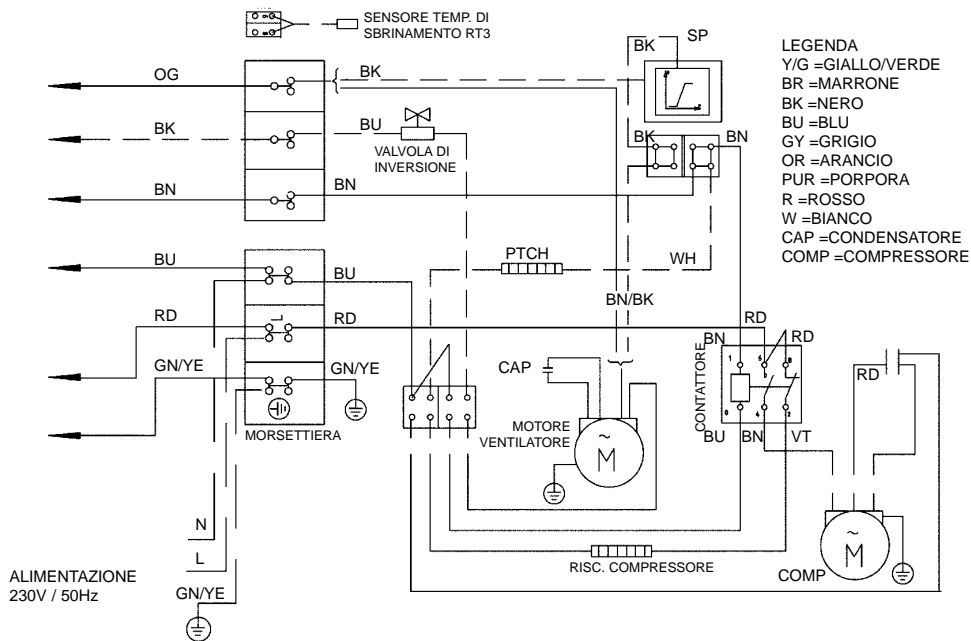 SENSORE TEMP. DI
SBRINAMENTO RT3
OG
BK
BK
SP
LEGENDA
Y/G =GIALLO/VERDE
BR =MARRONE
BK =NERO
BU =BLU
GY =GRIGIO
OR =ARANCIO
PUR =PORPORA
R =ROSSO
W =BIANCO
CAP =CONDENSATORE
COMP =COMPRESSORE
BK
BU
VALVOLA DI
INVERSIONE
BK
BN
BN
BN
BU
BU
PTCH
WH
BN/BK
RD
L
RD
RD
RD
GN/YE
GN/YE
MORSETTIERA
CAP
MOTORE
VENTILATORE
~
M
CONTATTORE
BN
1
BU
BN
4
VT
2
RD
N
L
ALIMENTAZIONE
230V / 50Hz
GN/YE
RISC. COMPRESSORE
COMP
~
M